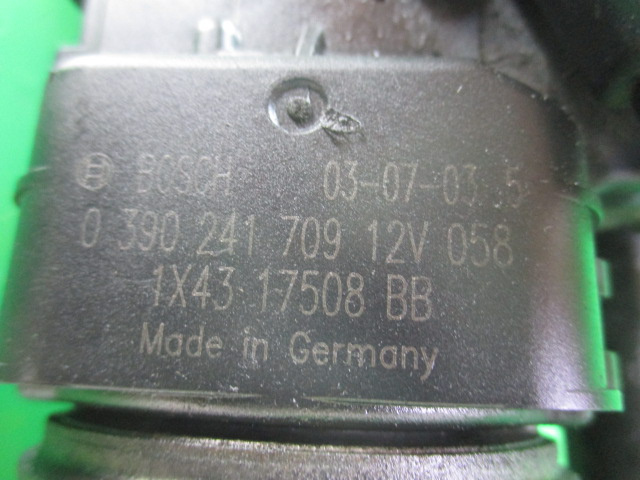 BOSCH 03-07-03
0 390 241 709 12V 058
1X43 17508 BB
Made in Germany